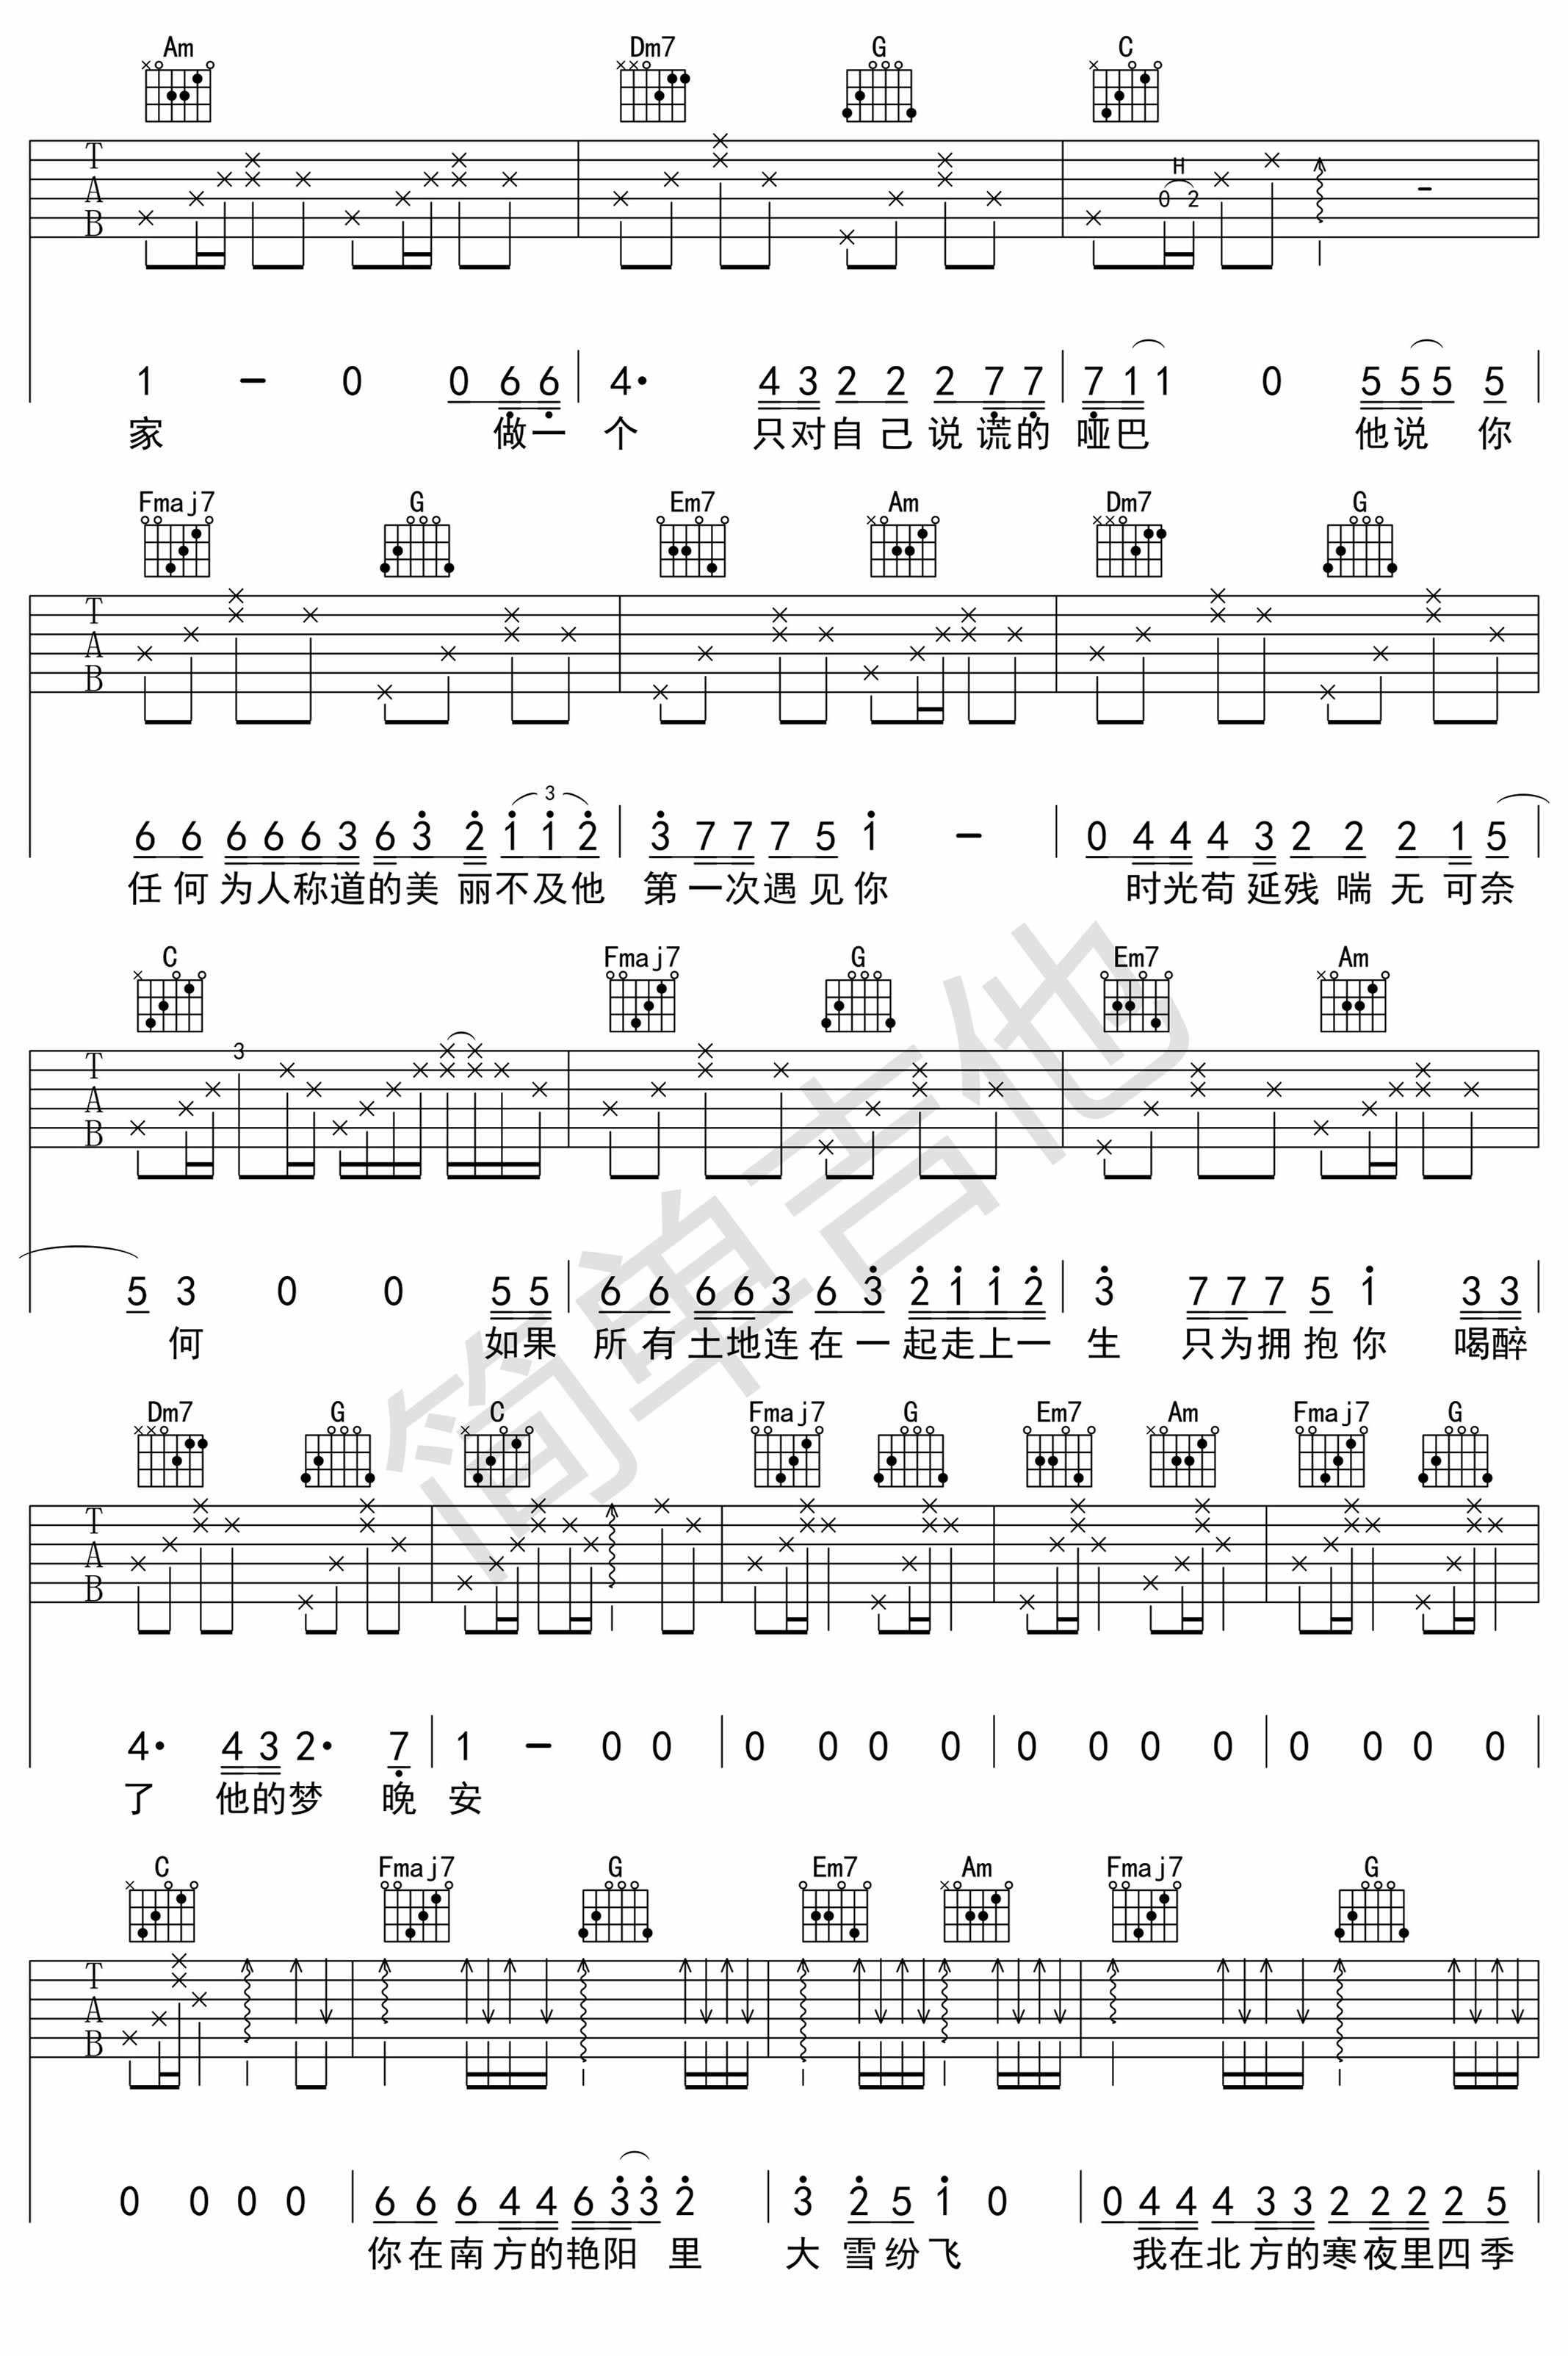 Am Dm7 G C
T A B H 0 2 -
1 - 0 0 6 6 4· 4 3 2 2 2 7 7 7 1 1 0 5 5 5 5
家 做一 个 只对自己说谎的 哑巴 他说 你
Fmaj7 G Em7 Am Dm7 G
T A B
6 6 6 6 6 3 6 3 2 1 1 2 3 7 7 7 5 1 - 0 4 4 4 3 2 2 2 1 5
3
任何为人称道的美 丽不及他 第一次遇见你 时光苟延残喘无可奈
C Fmaj7 G Em7 Am
T A B 3
5 3 0 0 5 5 6 6 6 6 3 6 3 2 1 1 2 3 7 7 7 5 1 3 3
何 如果 所有土地连在一起走上一 生 只为拥抱你 喝醉
Dm7 G C Fmaj7 G Em7 Am Fmaj7 G
T A B
4· 4 3 2· 7 1 - 0 0 0 0 0 0 0 0 0 0 0 0 0 0
了 他的梦 晚 安
C Fmaj7 G Em7 Am Fmaj7 G
T A B
0 0 0 0 6 6 6 4 4 6 3 3 2 3 2 5 1 0 0 4 4 4 3 3 2 2 2 2 5
你在南方的艳阳 里 大 雪纷飞 我在北方的寒夜里四季
简单吉他